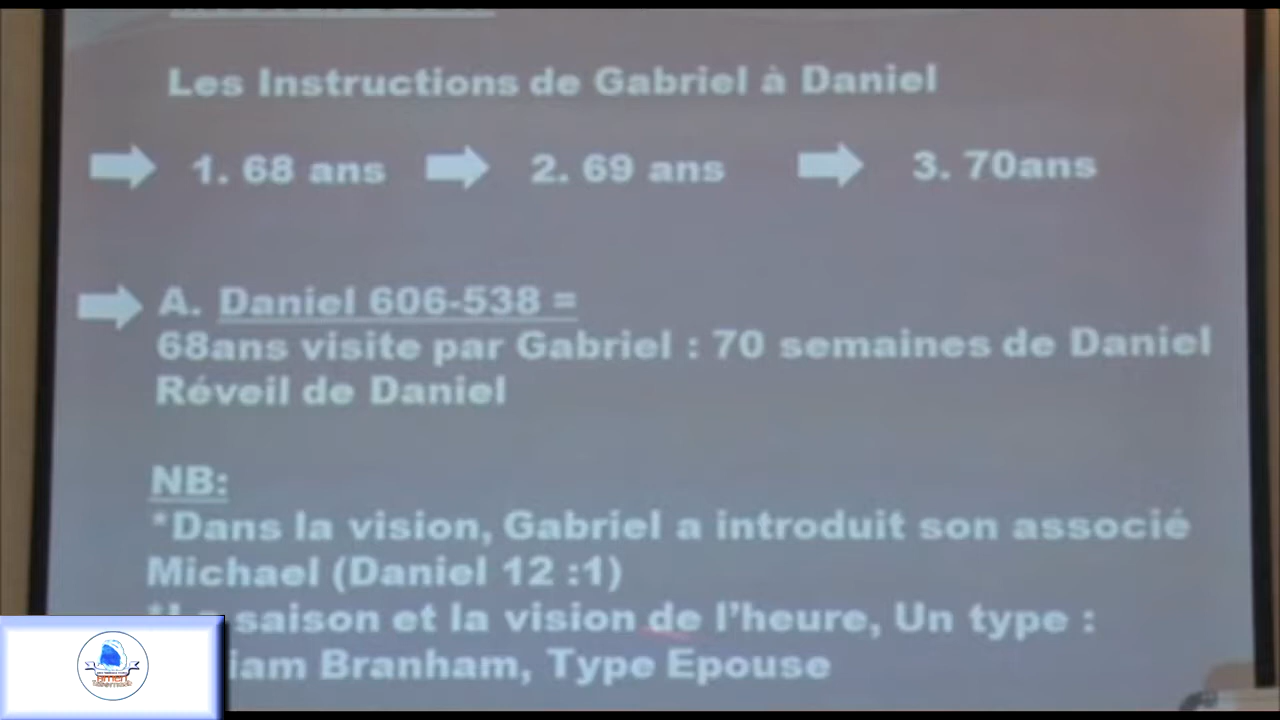 Les Instructions de Gabriel à Daniel
1. 68 ans 2. 69 ans 3. 70ans
A. Daniel 606-538 =
68ans visite par Gabriel : 70 semaines de Daniel
Réveil de Daniel
NB:
*Dans la vision, Gabriel a introduit son associé
Michael (Daniel 12 :1)
saison et la vision de l'heure, Un type :
Branham, Type Epouse